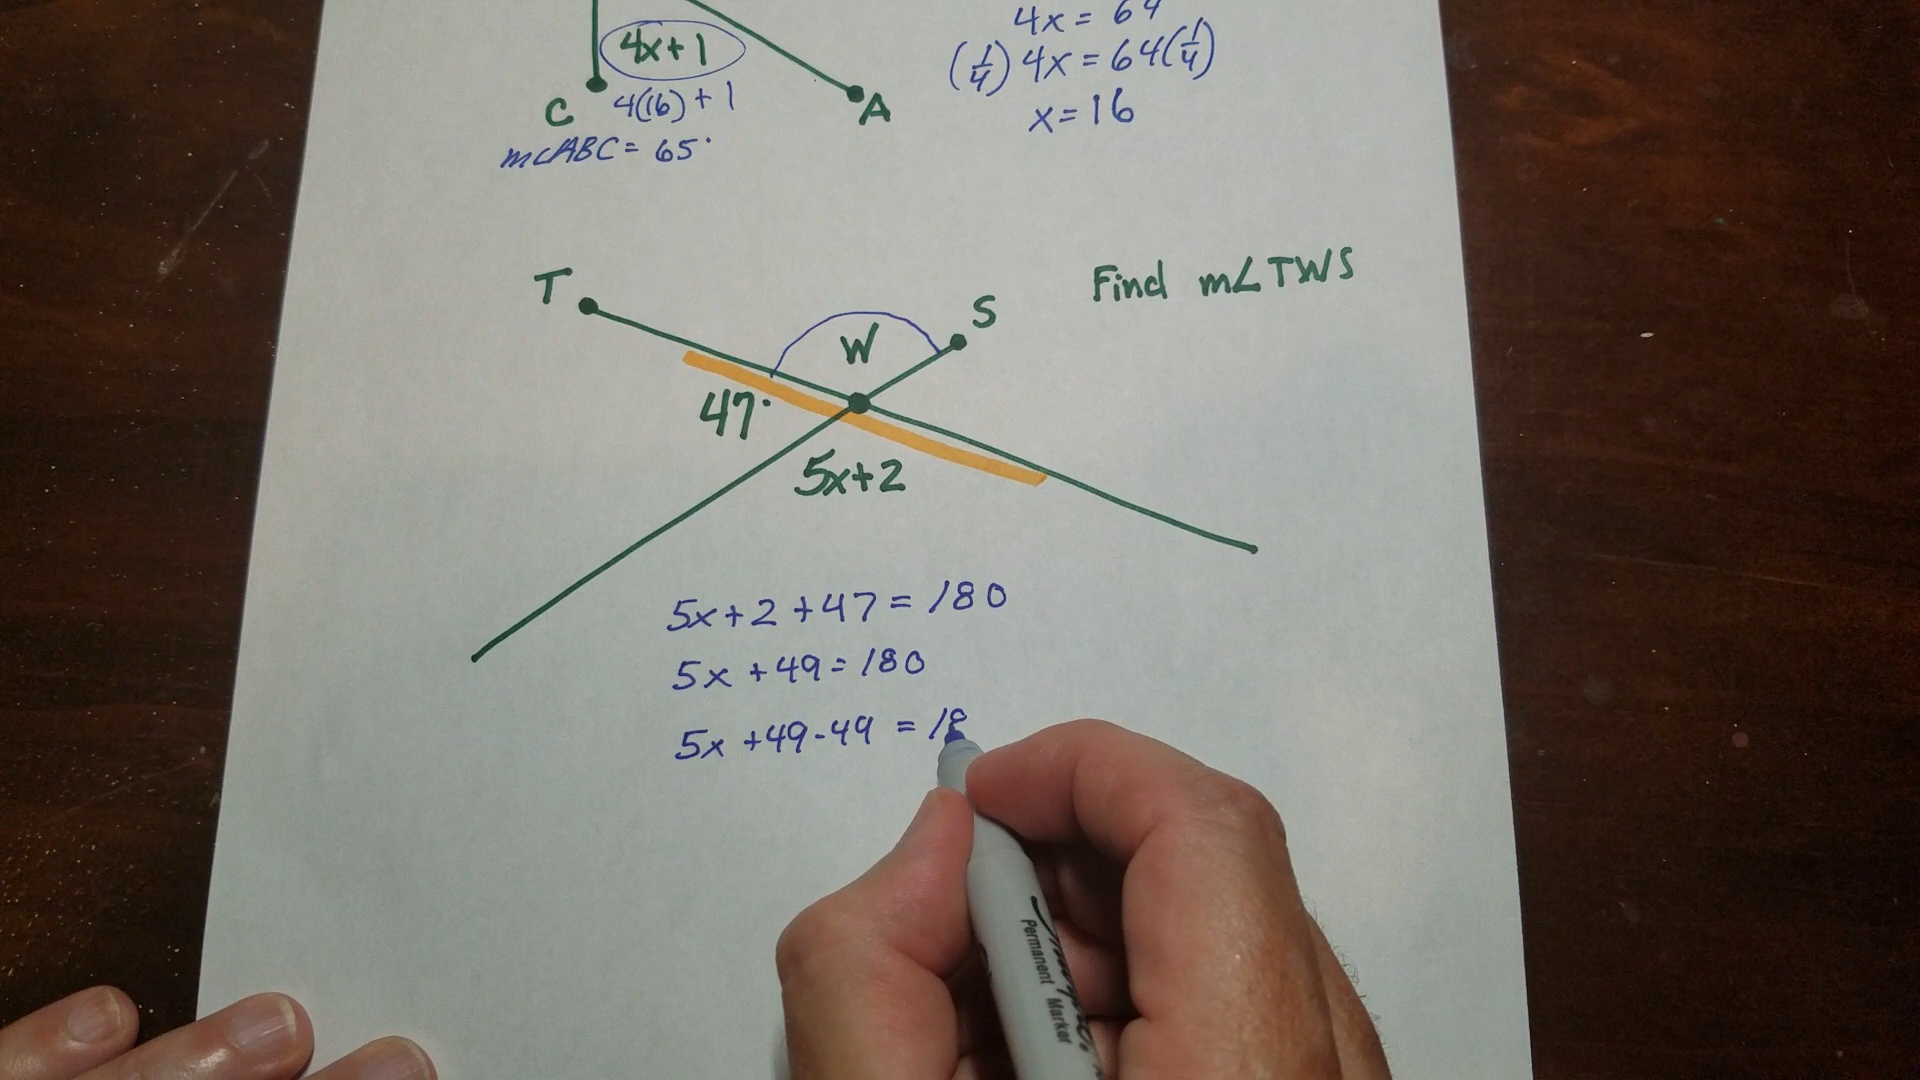 4x = 64
4x+1
(1/4) 4x = 64(1/4)
C
4(16) + 1
A
x = 16
m∠ABC = 65°
T
S
Find m∠TWS
W
47°
5x+2
5x + 2 + 47 = 180
5x + 49 = 180
5x + 49 - 49 = 18
Permanent Marker